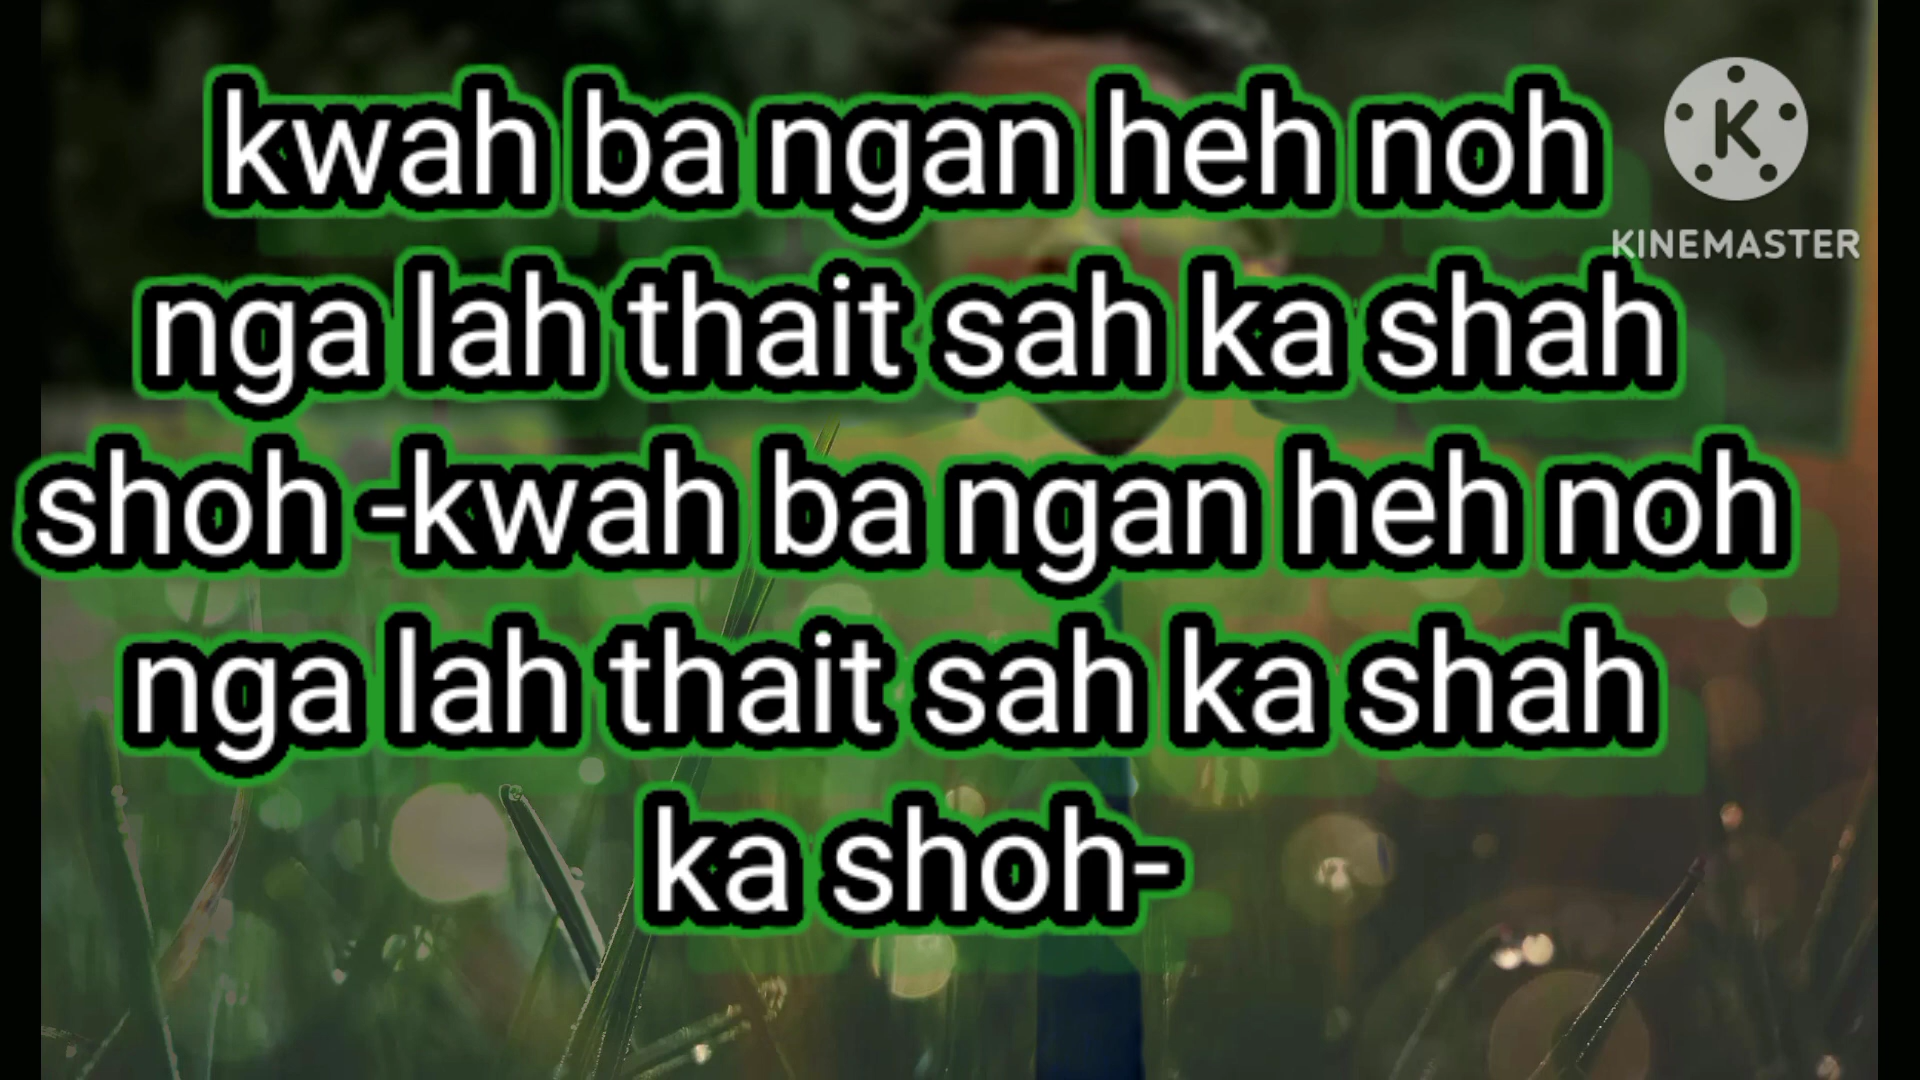 kwah ba ngan heh noh
nga lah thait sah ka shah
shoh -kwah ba ngan heh noh
nga lah thait sah ka shah
ka shoh-
K
KINEMASTER